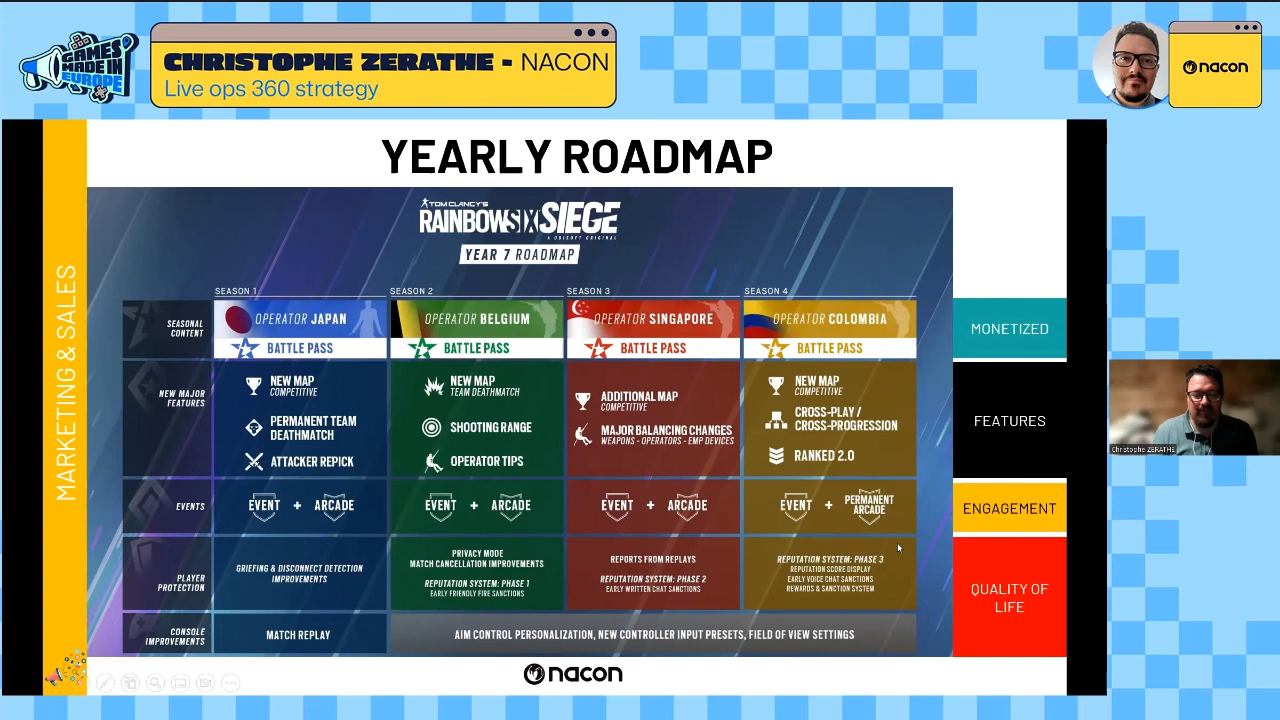 GAMES
MADE IN
EUROPE
CHRISTOPHE ZERATHE - NACON
Live ops 360 strategy
nacon
MARKETING & SALES
YEARLY ROADMAP
TOM CLANCY'S
RAINBOW SIX SIEGE
A UBISOFT ORIGINAL
YEAR 7 ROADMAP
SEASON 1
SEASON 2
SEASON 3
SEASON 4
SEASONAL
CONTENT
OPERATOR JAPAN
BATTLE PASS
OPERATOR BELGIUM
BATTLE PASS
OPERATOR SINGAPORE
BATTLE PASS
OPERATOR COLOMBIA
BATTLE PASS
MONETIZED
NEW MAJOR
FEATURES
NEW MAP
COMPETITIVE
PERMANENT TEAM
DEATHMATCH
ATTACKER REPICK
NEW MAP
TEAM DEATHMATCH
SHOOTING RANGE
OPERATOR TIPS
ADDITIONAL MAP
COMPETITIVE
MAJOR BALANCING CHANGES
WEAPONS - OPERATORS - EMP DEVICES
NEW MAP
COMPETITIVE
CROSS-PLAY /
CROSS-PROGRESSION
RANKED 2.0
FEATURES
EVENTS
EVENT + ARCADE
EVENT + ARCADE
EVENT + ARCADE
EVENT + PERMANENT
ARCADE
ENGAGEMENT
PLAYER
PROTECTION
GRIEFING & DISCONNECT DETECTION
IMPROVEMENTS
PRIVACY MODE
MATCH CANCELLATION IMPROVEMENTS
REPUTATION SYSTEM: PHASE 1
EARLY FRIENDLY FIRE SANCTIONS
REPORTS FROM REPLAYS
REPUTATION SYSTEM: PHASE 2
EARLY WRITTEN CHAT SANCTIONS
REPUTATION SYSTEM: PHASE 3
REPUTATION SCORE DISPLAY
EARLY VOICE CHAT SANCTIONS
REWARDS & SANCTION SYSTEM
QUALITY OF
LIFE
CONSOLE
IMPROVEMENTS
MATCH REPLAY
AIM CONTROL PERSONALIZATION, NEW CONTROLLER INPUT PRESETS, FIELD OF VIEW SETTINGS
nacon
Christophe ZERATHE